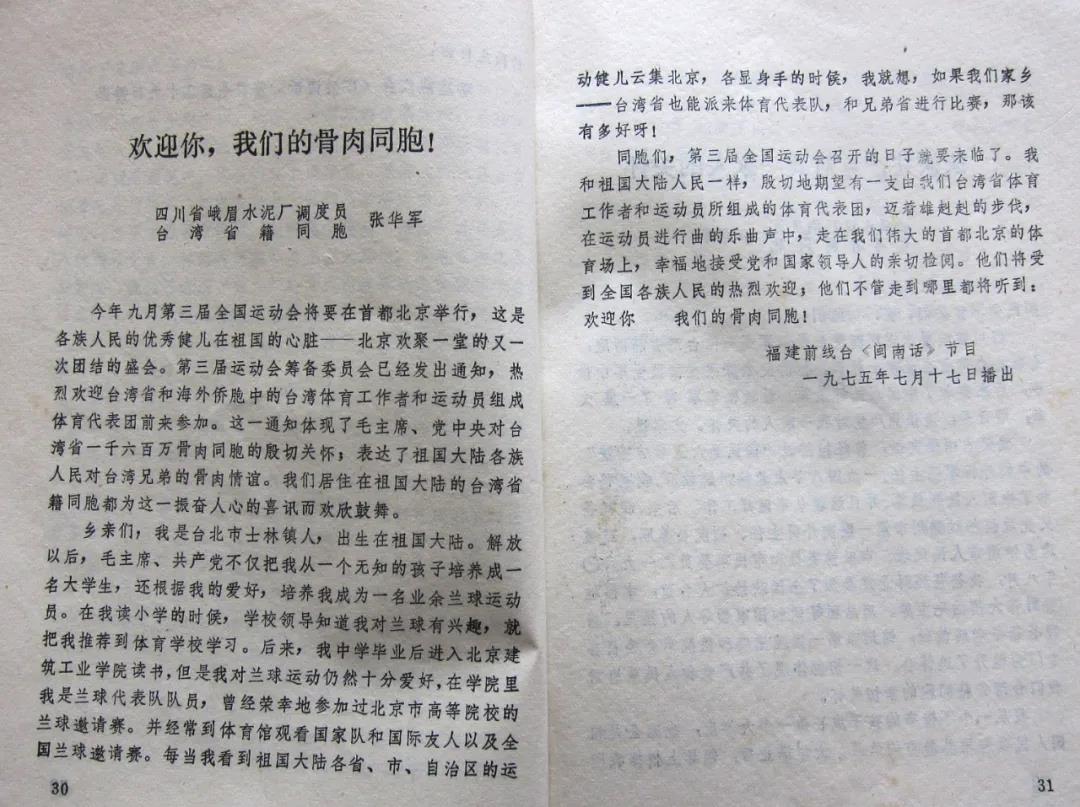 欢迎你，我们的骨肉同胞！
四川省峨眉水泥厂调度员
台湾省籍同胞
张华军
今年九月第三届全国运动会将要在首都北京举行，这是
各族人民的优秀健儿在祖国的心脏——北京欢聚一堂的又一
次团结的盛会。第三届运动会筹备委员会已经发出通知，热
烈欢迎台湾省和海外侨胞中的台湾体育工作者和运动员组成
体育代表团前来参加。这一通知体现了毛主席、党中央对台
湾省一千六百万骨肉同胞的殷切关怀；表达了祖国大陆各族
人民对台湾兄弟的骨肉情谊。我们居住在祖国大陆的台湾省
籍同胞都为这一振奋人心的喜讯而欢欣鼓舞。
乡亲们，我是台北市士林镇人，出生在祖国大陆。解放
以后，毛主席、共产党不仅把我从一个无知的孩子培养成一
名大学生，还根据我的爱好，培养我成为一名业余兰球运动
员。在我读小学的时候，学校领导知道我对兰球有兴趣，就
把我推荐到体育学校学习。后来，我中学毕业后进入北京建
筑工业学院读书，但是我对兰球运动仍然十分爱好，在学院里
我是兰球代表队队员，曾经荣幸地参加过北京市高等院校的
兰球邀请赛。并经常到体育馆观看国家队和国际友人以及全
国兰球邀请赛。每当我看到祖国大陆各省、市、自治区的运
30
动健儿云集北京，各显身手的时候，我就想，如果我们家乡
——台湾省也能派来体育代表队，和兄弟省进行比赛，那该
有多好呀！
同胞们，第三届全国运动会召开的日子就要来临了。我
和祖国大陆人民一样，殷切地期望有一支由我们台湾省体育
工作者和运动员所组成的体育代表团，迈着雄赳赳的步伐，
在运动员进行曲的乐曲声中，走在我们伟大的首都北京的体
育场上，幸福地接受党和国家领导人的亲切检阅。他们将受
到全国各族人民的热烈欢迎；他们不管走到哪里都将听到：
欢迎你　我们的骨肉同胞！
福建前线台《闽南话》节目
一九七五年七月十七日播出
31